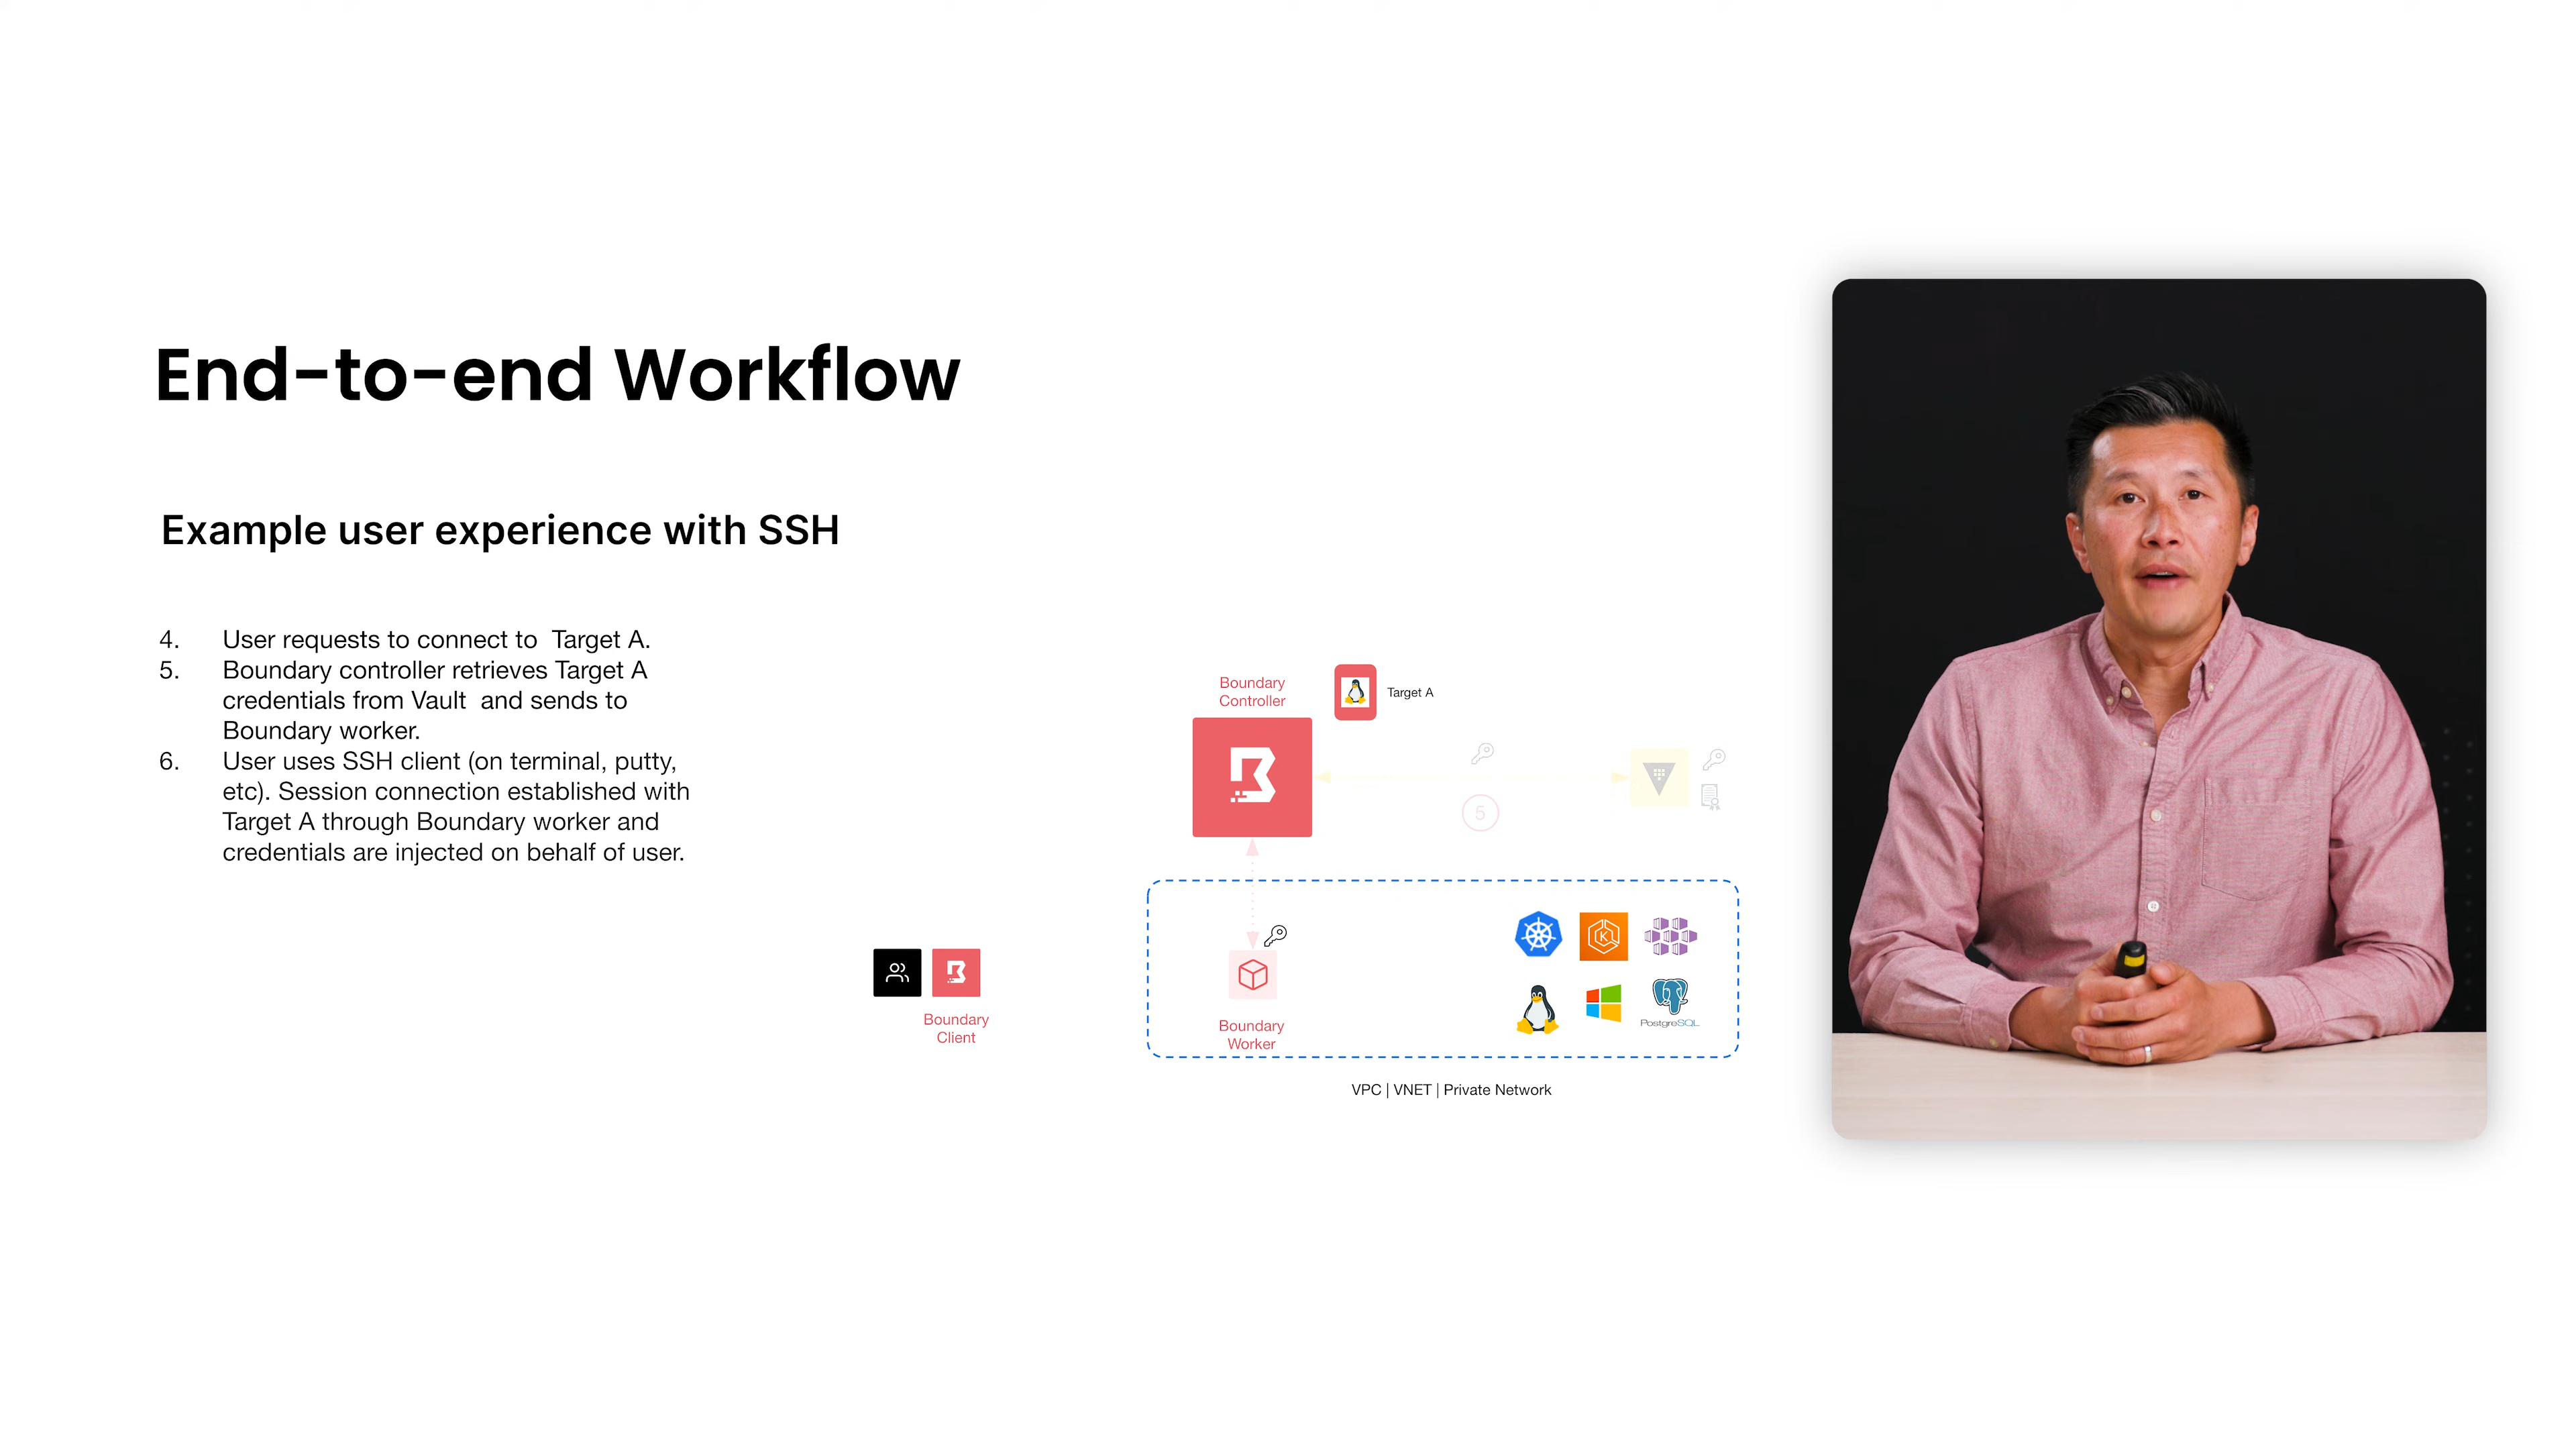 End-to-end Workflow
Example user experience with SSH
4. User requests to connect to Target A.
5. Boundary controller retrieves Target A
credentials from Vault and sends to
Boundary worker.
6. User uses SSH client (on terminal, putty,
etc). Session connection established with
Target A through Boundary worker and
credentials are injected on behalf of user.
Boundary
Controller
Target A
5
Boundary
Client
Boundary
Worker
PostgreSQL
VPC | VNET | Private Network